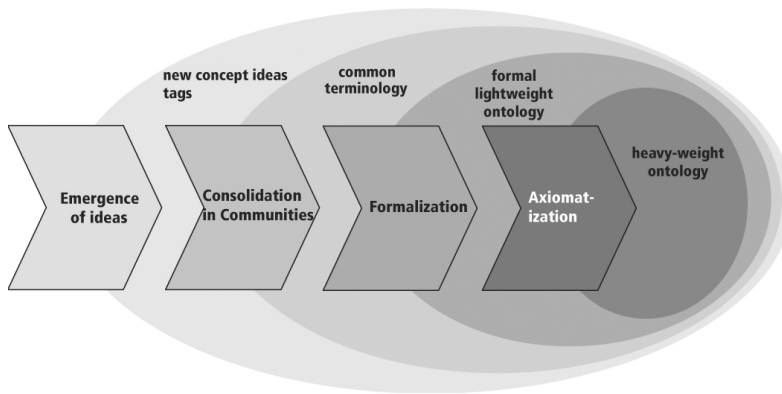 new concept ideas
tags
common
terminology
formal
lightweight
ontology
heavy-weight
ontology
Emergence
of ideas
Consolidation
in Communities
Formalization
Axiomat-
ization